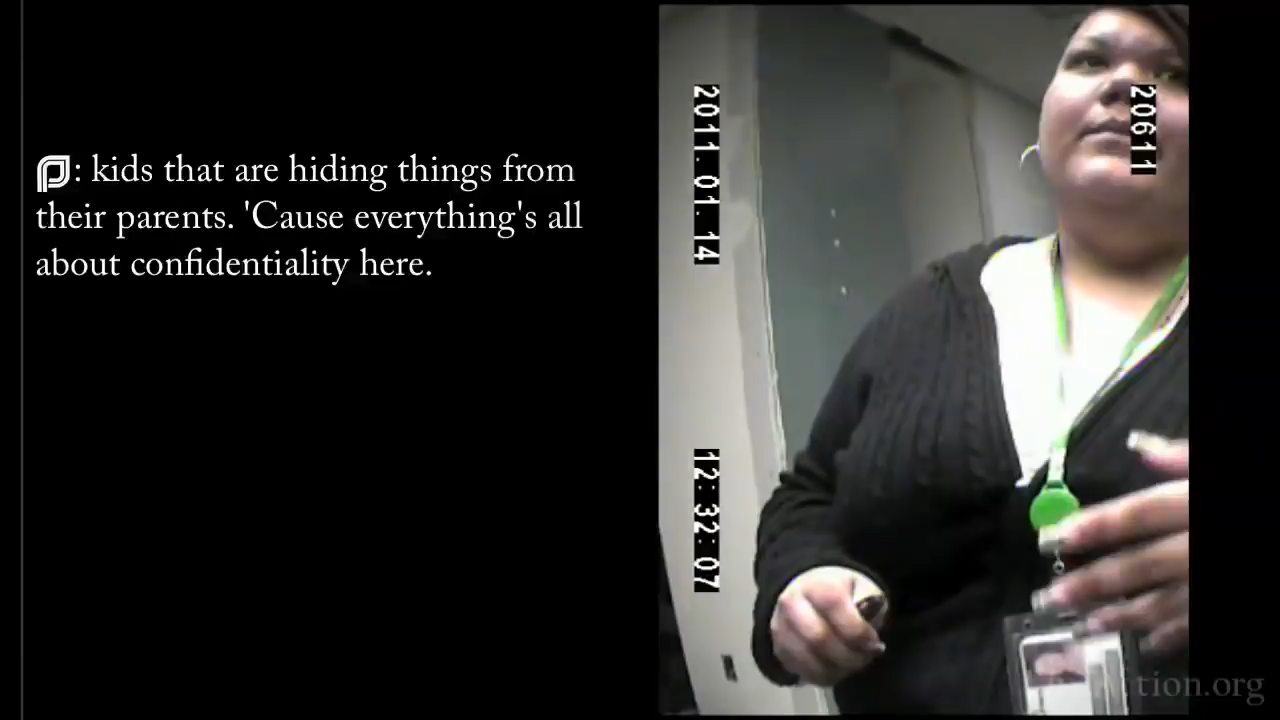 : kids that are hiding things from
their parents. 'Cause everything's all
about confidentiality here.
2011.01.14
12:32:07
20611
tion.org